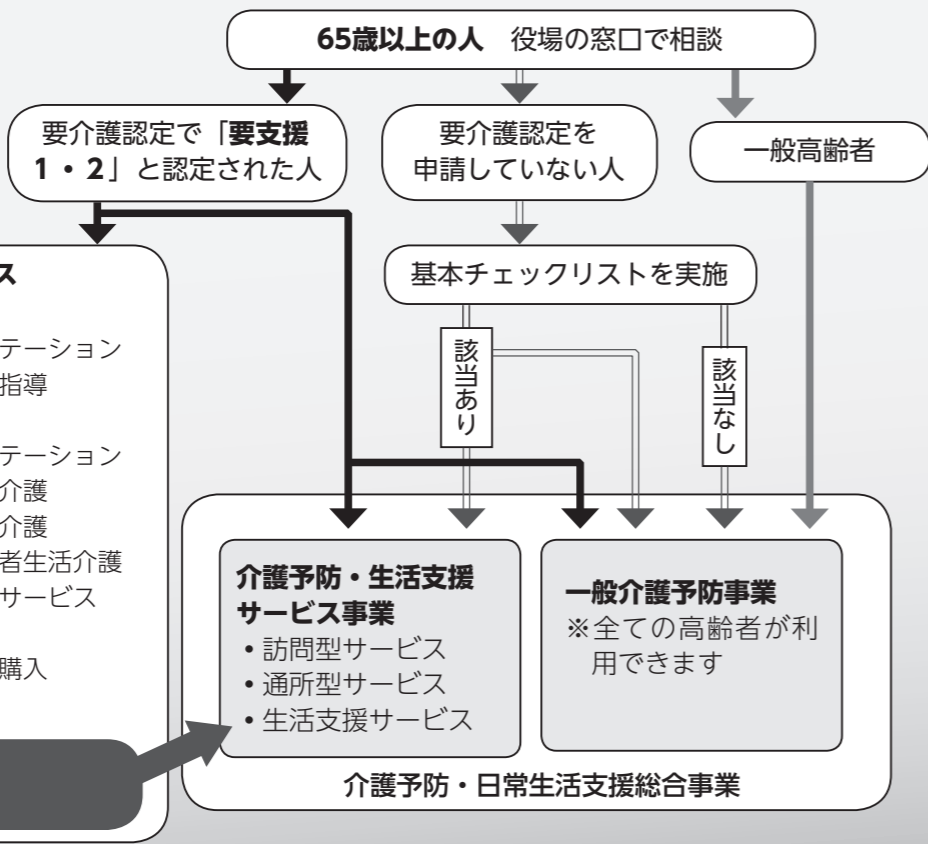 65歳以上の人 役場の窓口で相談
要介護認定で「要支援
1・2」と認定された人
要介護認定を
申請していない人
一般高齢者
基本チェックリストを実施
該当あり
該当なし
ス
テーション
指導
テーション
介護
介護
者生活介護
サービス
購入
介護予防・生活支援
サービス事業
•訪問型サービス
•通所型サービス
•生活支援サービス
一般介護予防事業
※全ての高齢者が利
用できます
介護予防・日常生活支援総合事業